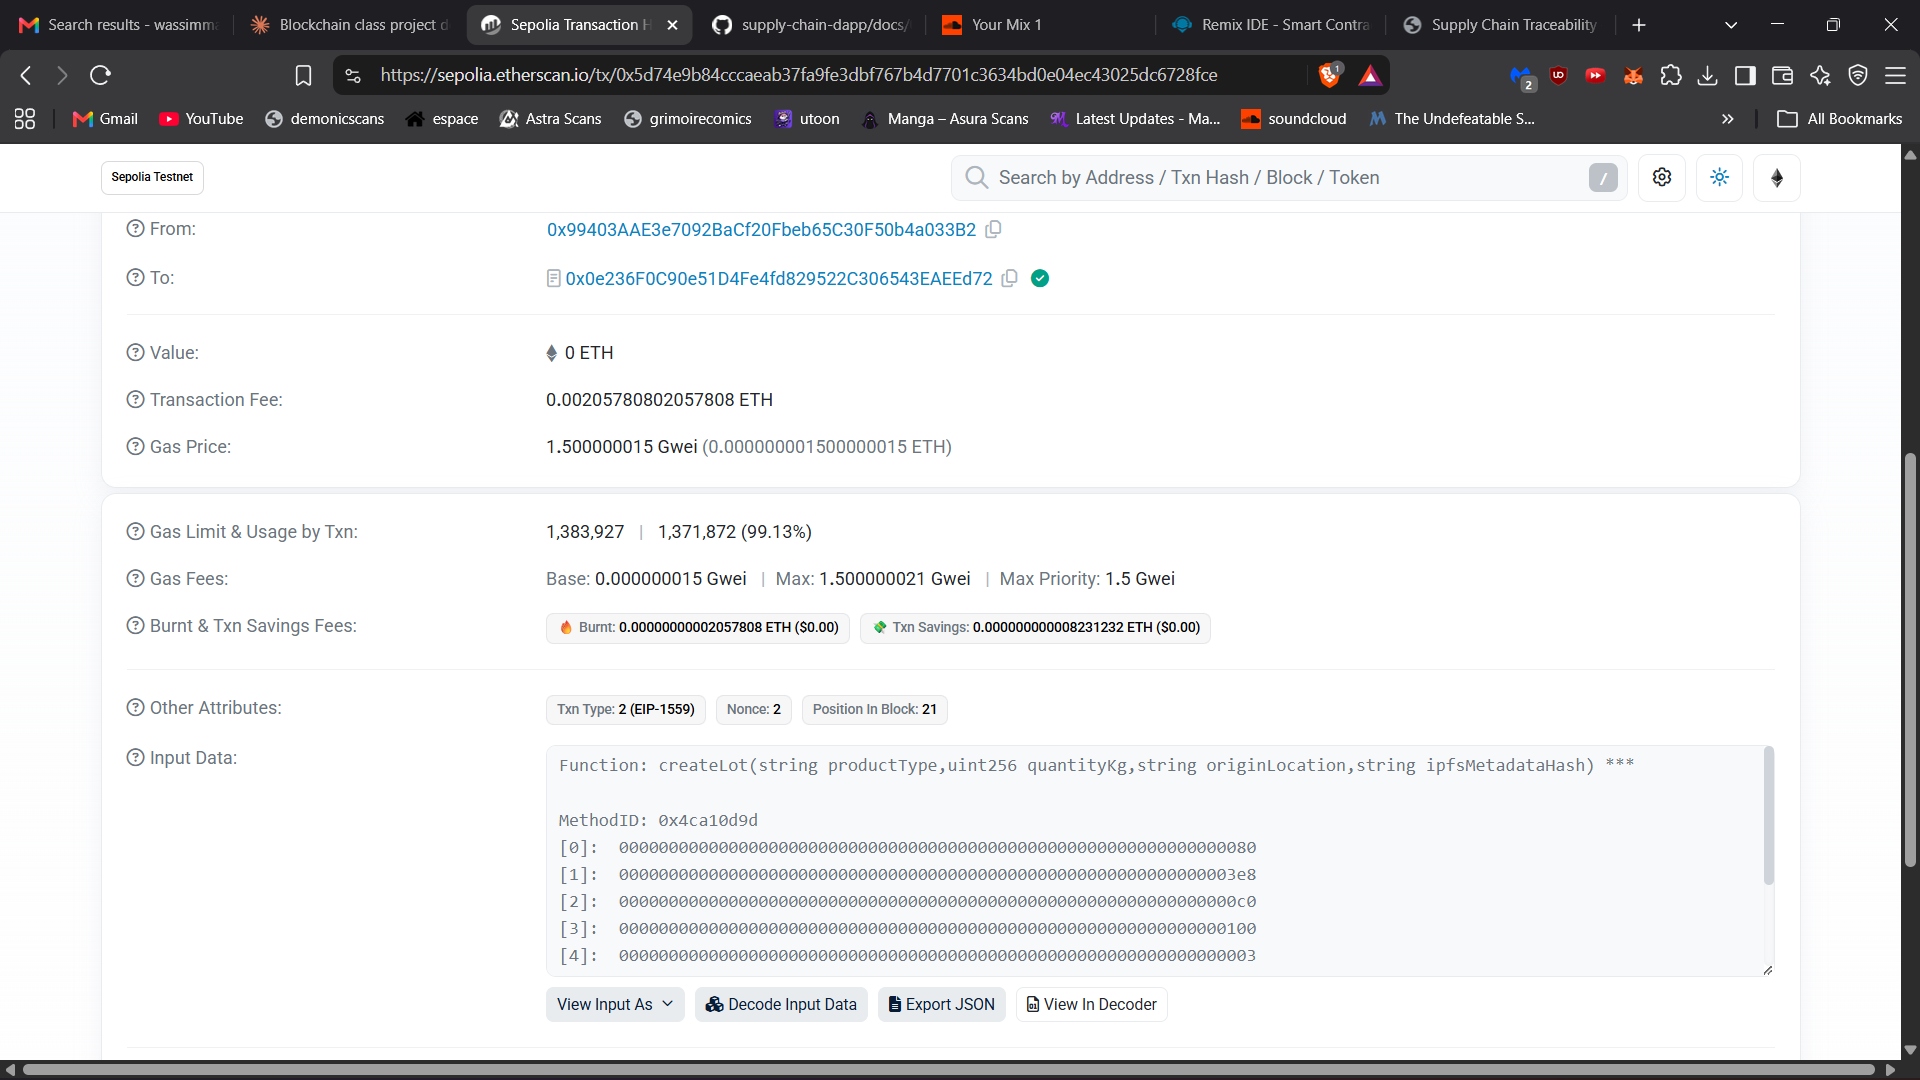 Search results - wassimma
Blockchain class project d
Sepolia Transaction H
supply-chain-dapp/docs/
Your Mix 1
Remix IDE - Smart Contra
Supply Chain Traceability
https://sepolia.etherscan.io/tx/0x5d74e9b84cccaeab37fa9fe3dbf767b4d7701c3634bd0e04ec43025dc6728fce
1
2
Gmail
YouTube
demonicscans
espace
Astra Scans
grimoirecomics
utoon
Manga – Asura Scans
Latest Updates - Ma...
soundcloud
The Undefeatable S...
All Bookmarks
Sepolia Testnet
Search by Address / Txn Hash / Block / Token
/
From:
0x99403AAE3e7092BaCf20Fbeb65C30F50b4a033B2
To:
0x0e236F0C90e51D4Fe4fd829522C306543EAEEd72
Value:
0 ETH
Transaction Fee:
0.00205780802057808 ETH
Gas Price:
1.500000015 Gwei (0.000000001500000015 ETH)
Gas Limit & Usage by Txn:
1,383,927 | 1,371,872 (99.13%)
Gas Fees:
Base: 0.000000015 Gwei | Max: 1.500000021 Gwei | Max Priority: 1.5 Gwei
Burnt & Txn Savings Fees:
Burnt: 0.00000000002057808 ETH ($0.00)
Txn Savings: 0.000000000008231232 ETH ($0.00)
Other Attributes:
Txn Type: 2 (EIP-1559)
Nonce: 2
Position In Block: 21
Input Data:
Function: createLot(string productType,uint256 quantityKg,string originLocation,string ipfsMetadataHash) ***
MethodID: 0x4ca10d9d
[0]: 0000000000000000000000000000000000000000000000000000000000000080
[1]: 00000000000000000000000000000000000000000000000000000000000003e8
[2]: 00000000000000000000000000000000000000000000000000000000000000c0
[3]: 0000000000000000000000000000000000000000000000000000000000000100
[4]: 0000000000000000000000000000000000000000000000000000000000000003
View Input As
Decode Input Data
Export JSON
View In Decoder